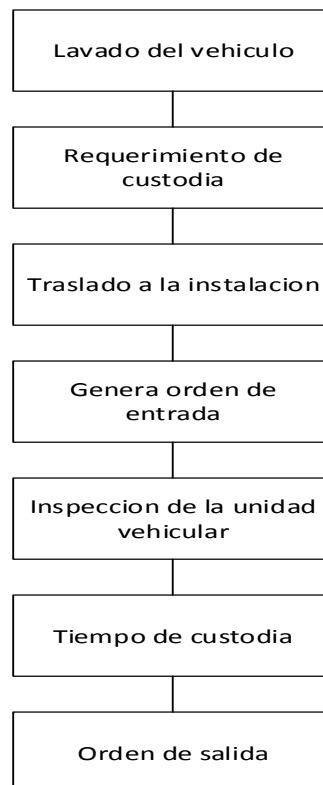 Lavado del vehiculo
Requerimiento de
custodia
Traslado a la instalacion
Genera orden de
entrada
Inspeccion de la unidad
vehicular
Tiempo de custodia
Orden de salida